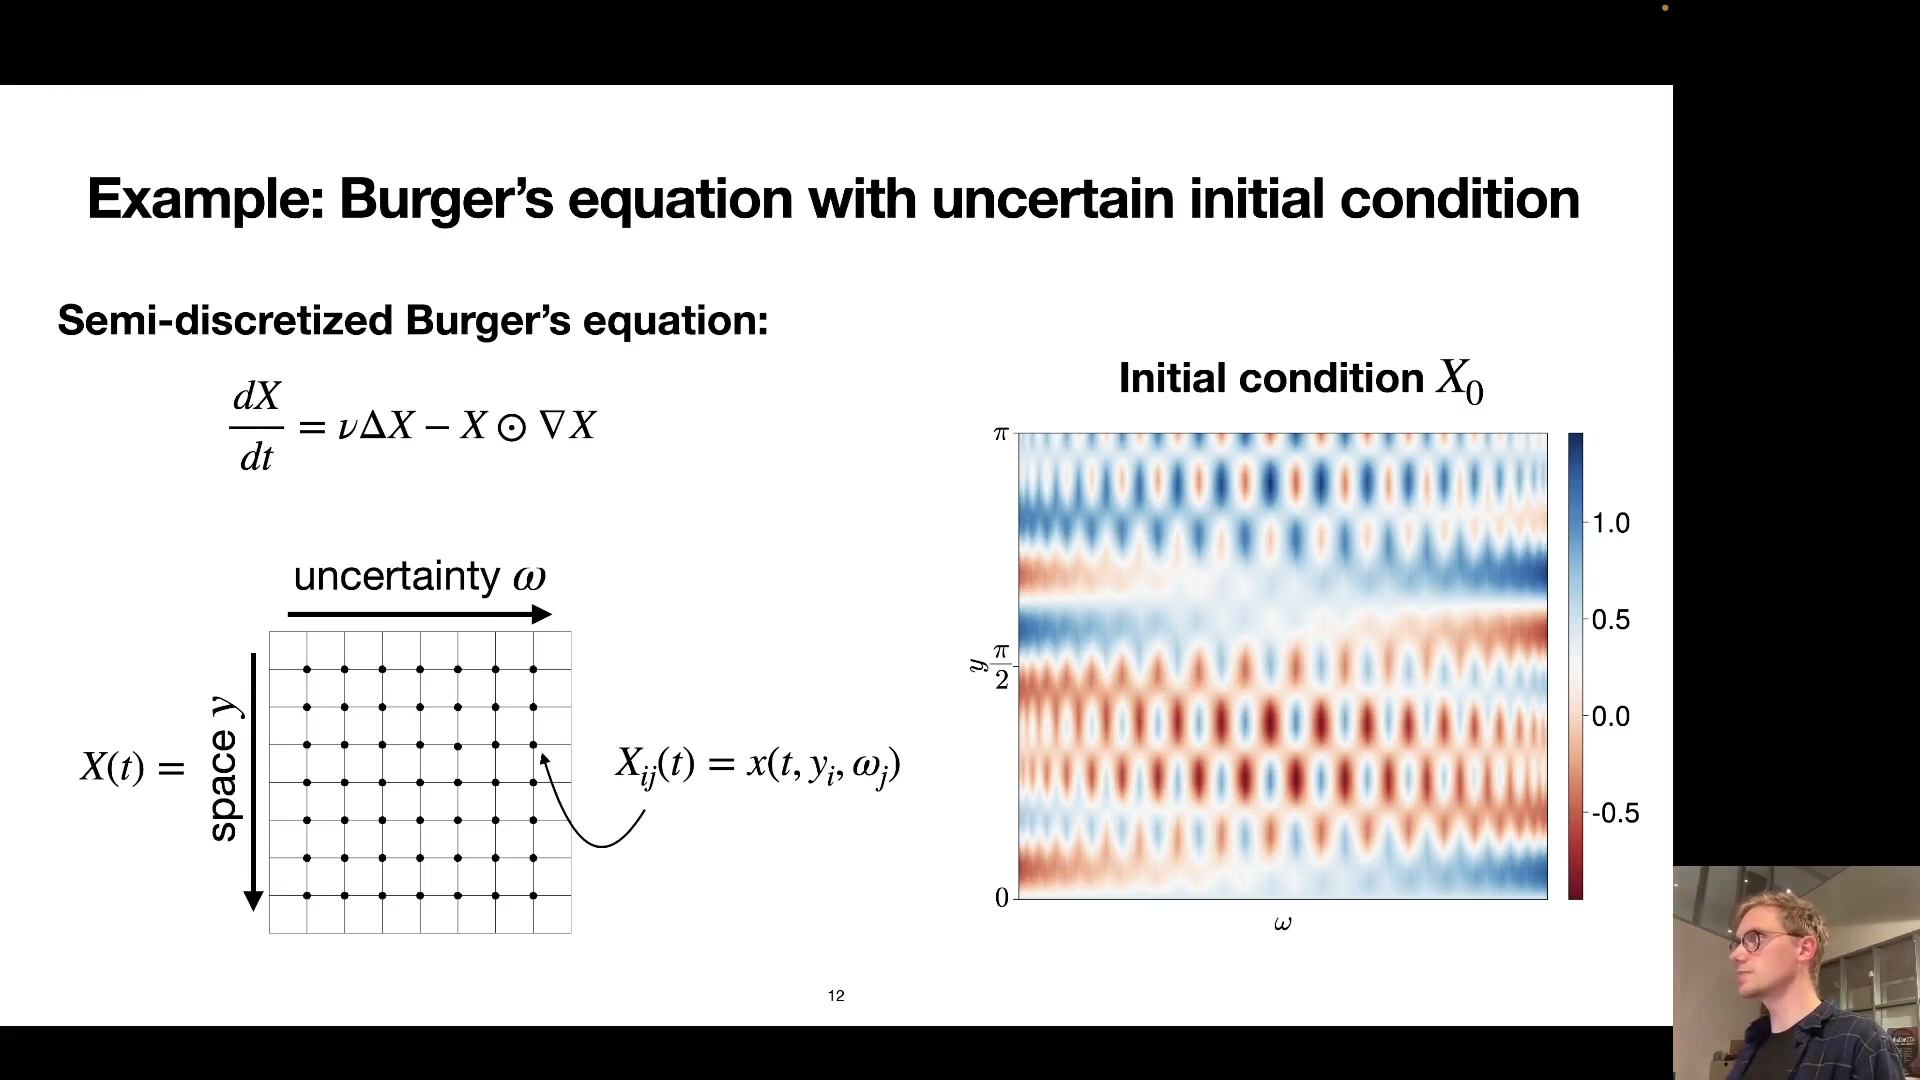 Example: Burger’s equation with uncertain initial condition
Semi-discretized Burger’s equation:
dX/dt = νΔX − X ⊙ ∇X
uncertainty ω
space y
X(t) =
X_ij(t) = x(t, y_i, ω_j)
Initial condition X_0
π
π/2
0
y
ω
1.0
0.5
0.0
-0.5
12